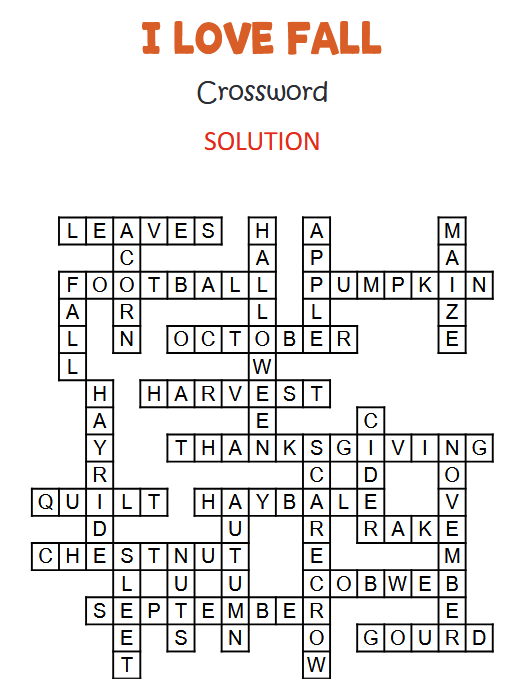 I LOVE FALL
Crossword
SOLUTION
L E A V E S H A M
C A P A
F O O T B A L L P U M P K I N
A R L L Z
L N O C T O B E R E
L W
H H A R V E S T
A E C
Y T H A N K S G I V I N G
R C D O
Q U I L T H A Y B A L E V
D U R R A K E
C H E S T N U T E M
L U U C O B W E B
S E P T E M B E R E
E S N O G O U R D
T W